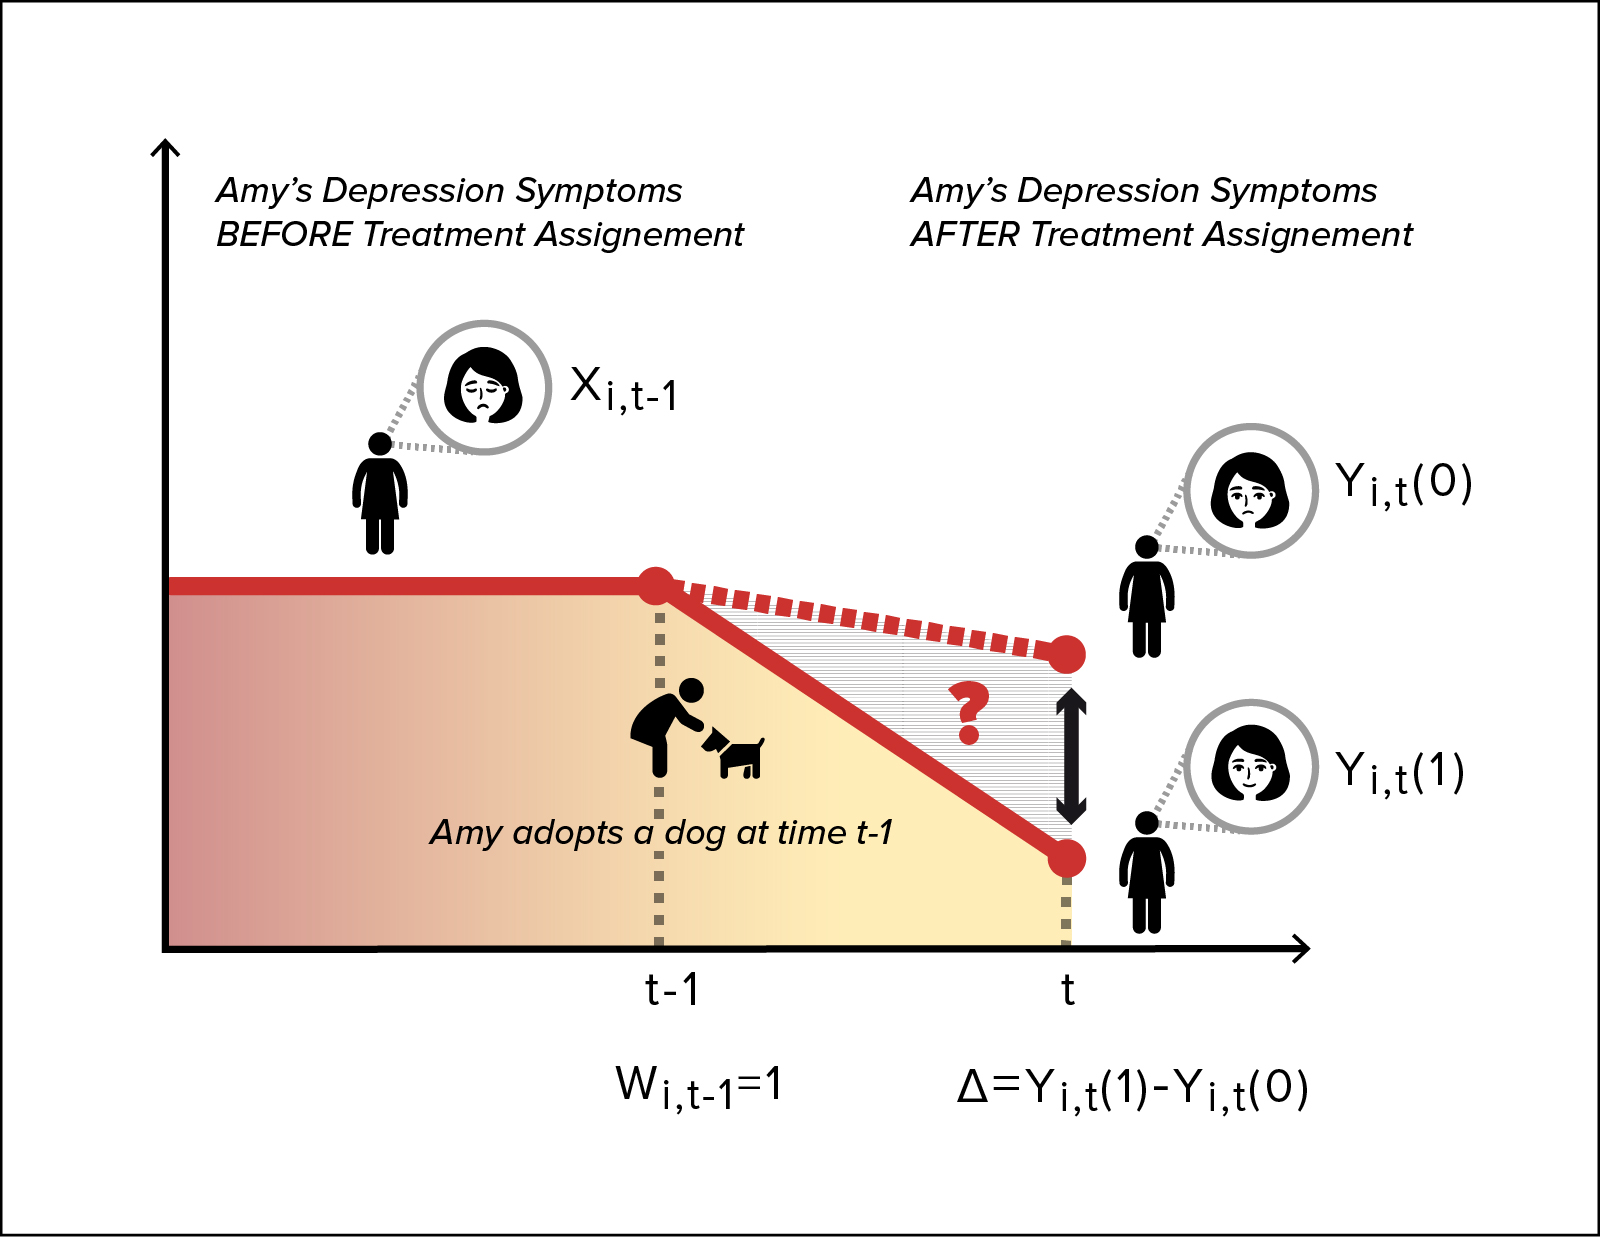 Amy’s Depression Symptoms
BEFORE Treatment Assignement
Amy’s Depression Symptoms
AFTER Treatment Assignement
Xi,t-1
Yi,t(0)
?
Yi,t(1)
Amy adopts a dog at time t-1
t-1
t
Wi,t-1=1
Δ=Yi,t(1)-Yi,t(0)